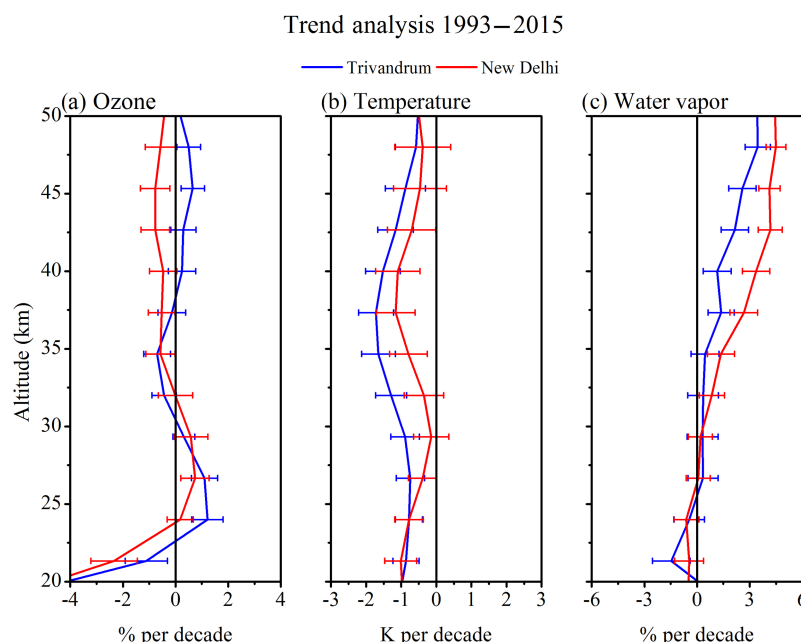 Trend analysis 1993–2015
Trivandrum New Delhi
(a) Ozone (b) Temperature (c) Water vapor
50
45
40
35
30
25
20
Altitude (km)
-4 -2 0 2 4 -3 -2 -1 0 1 2 3 -6 -3 0 3 6
% per decade K per decade % per decade